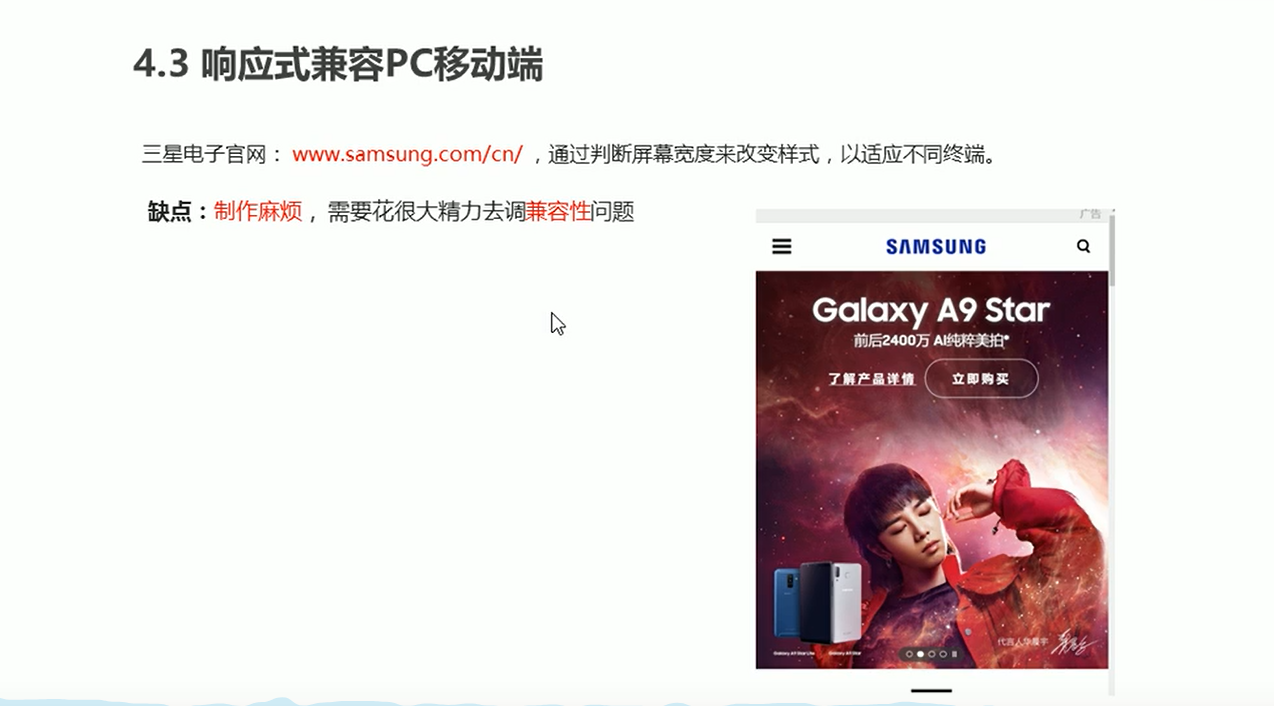 4.3 响应式兼容PC移动端
三星电子官网： www.samsung.com/cn/ ，通过判断屏幕宽度来改变样式，以适应不同终端。
缺点：制作麻烦 ，需要花很大精力去调兼容性问题
广告
SAMSUNG
Galaxy A9 Star
前后2400万 AI纯粹美拍*
了解产品详情 立即购买
代言人华晨宇
Galaxy A9 Star Lite Galaxy A9 Star